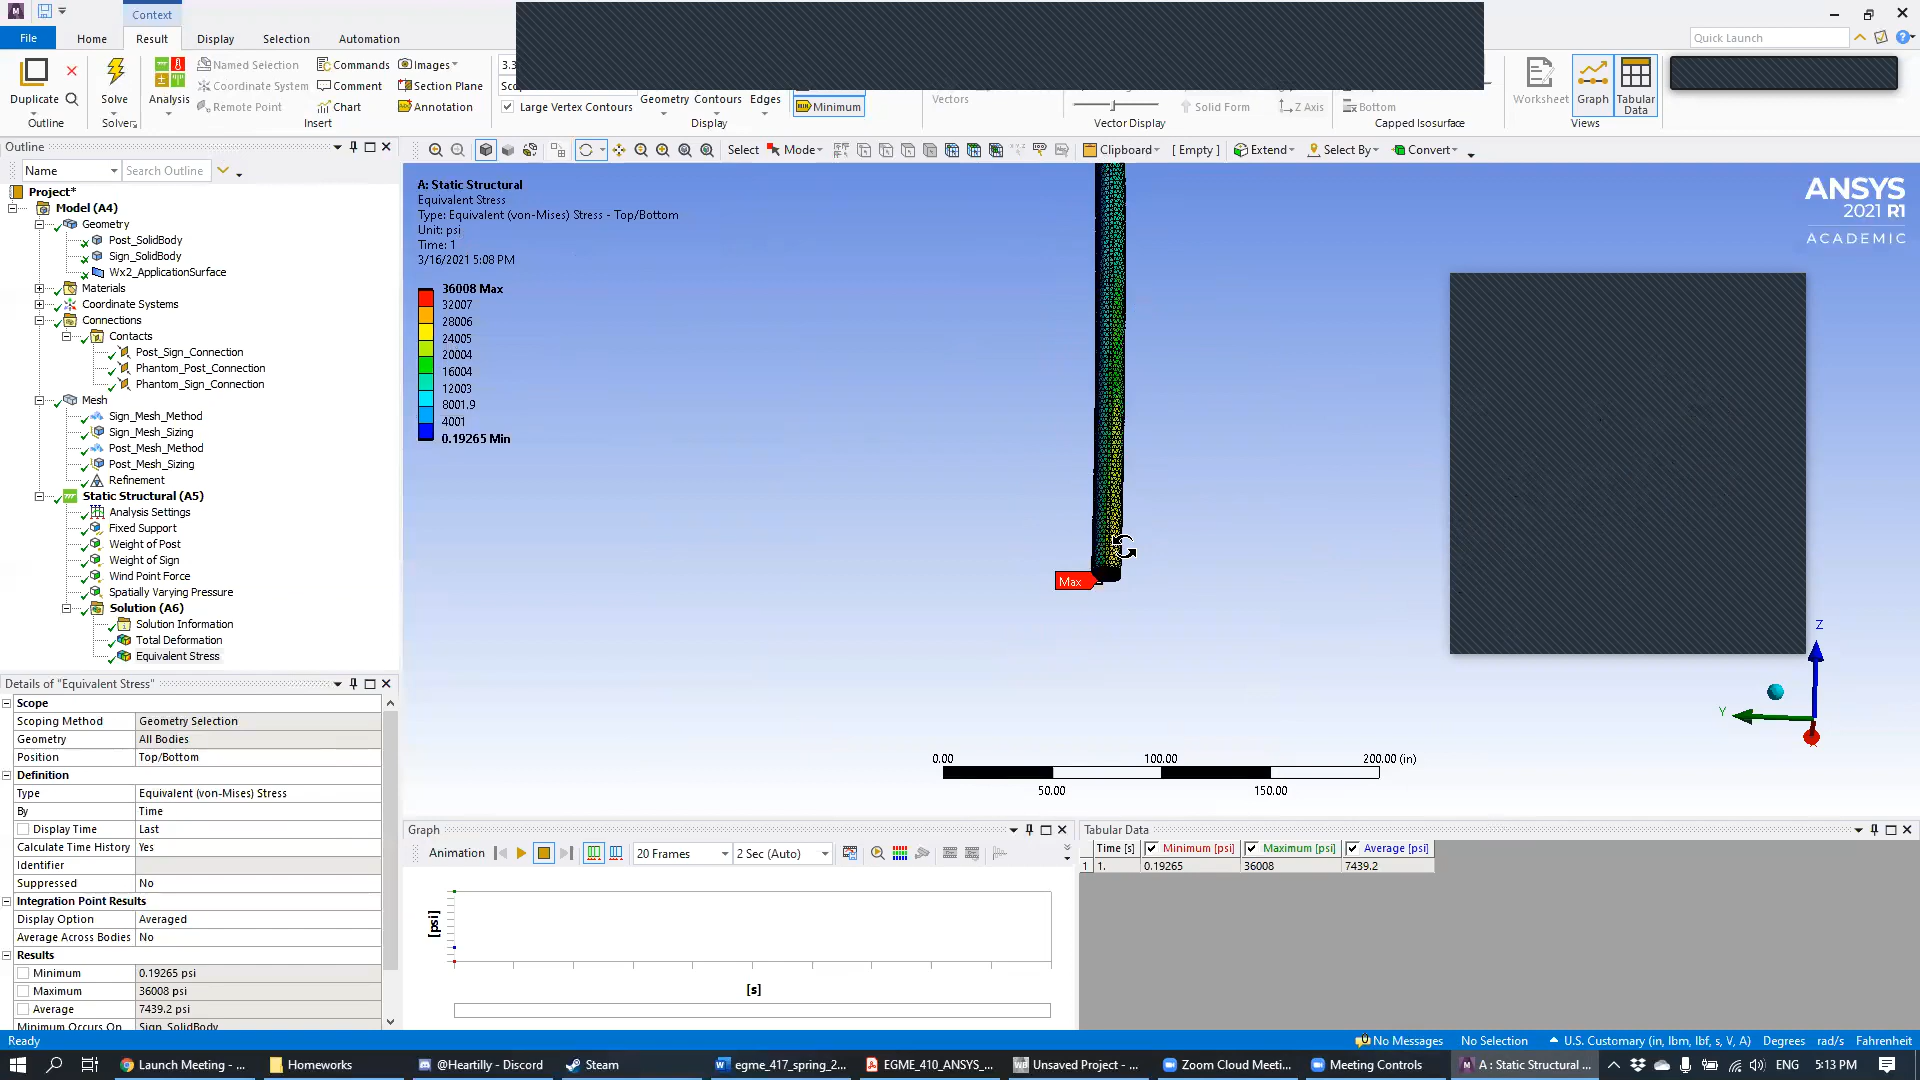 Context
File
Home
Result
Display
Selection
Automation
Quick Launch
Duplicate
Outline
Solve
Solver
Analysis
Named Selection
Coordinate System
Remote Point
Commands
Comment
Chart
Insert
Images
Section Plane
Annotation
3.3
Large Vertex Contours
Geometry
Contours
Edges
Display
Minimum
Vectors
Solid Form
Z Axis
Vector Display
Bottom
Capped Isosurface
Worksheet
Graph
Tabular Data
Views
Outline
Name
Search Outline
Select
Mode
Clipboard
[ Empty ]
Extend
Select By
Convert
Project*
Model (A4)
Geometry
Post_SolidBody
Sign_SolidBody
Wx2_ApplicationSurface
Materials
Coordinate Systems
Connections
Contacts
Post_Sign_Connection
Phantom_Post_Connection
Phantom_Sign_Connection
Mesh
Sign_Mesh_Method
Sign_Mesh_Sizing
Post_Mesh_Method
Post_Mesh_Sizing
Refinement
Static Structural (A5)
Analysis Settings
Fixed Support
Weight of Post
Weight of Sign
Wind Point Force
Spatially Varying Pressure
Solution (A6)
Solution Information
Total Deformation
Equivalent Stress
A: Static Structural
Equivalent Stress
Type: Equivalent (von-Mises) Stress - Top/Bottom
Unit: psi
Time: 1
3/16/2021 5:08 PM
36008 Max
32007
28006
24005
20004
16004
12003
8001.9
4001
0.19265 Min
Max
ANSYS
2021 R1
ACADEMIC
Z
Y
X
0.00 100.00 200.00 (in)
50.00 150.00
Details of "Equivalent Stress"
Scope
Scoping Method Geometry Selection
Geometry All Bodies
Position Top/Bottom
Definition
Type Equivalent (von-Mises) Stress
By Time
Display Time Last
Calculate Time History Yes
Identifier
Suppressed No
Integration Point Results
Display Option Averaged
Average Across Bodies No
Results
Minimum 0.19265 psi
Maximum 36008 psi
Average 7439.2 psi
Minimum Occurs On Sign_SolidBody
Graph
Animation
20 Frames
2 Sec (Auto)
[psi]
[s]
Tabular Data
Time [s] Minimum [psi] Maximum [psi] Average [psi]
1 1. 0.19265 36008 7439.2
Ready
No Messages
No Selection
U.S. Customary (in, lbm, lbf, s, V, A)
Degrees
rad/s
Fahrenheit
Launch Meeting - ...
Homeworks
@Heartilly - Discord
Steam
egme_417_spring_2...
EGME_410_ANSYS_...
Unsaved Project - ...
Zoom Cloud Meeti...
Meeting Controls
A : Static Structural ...
ENG
5:13 PM